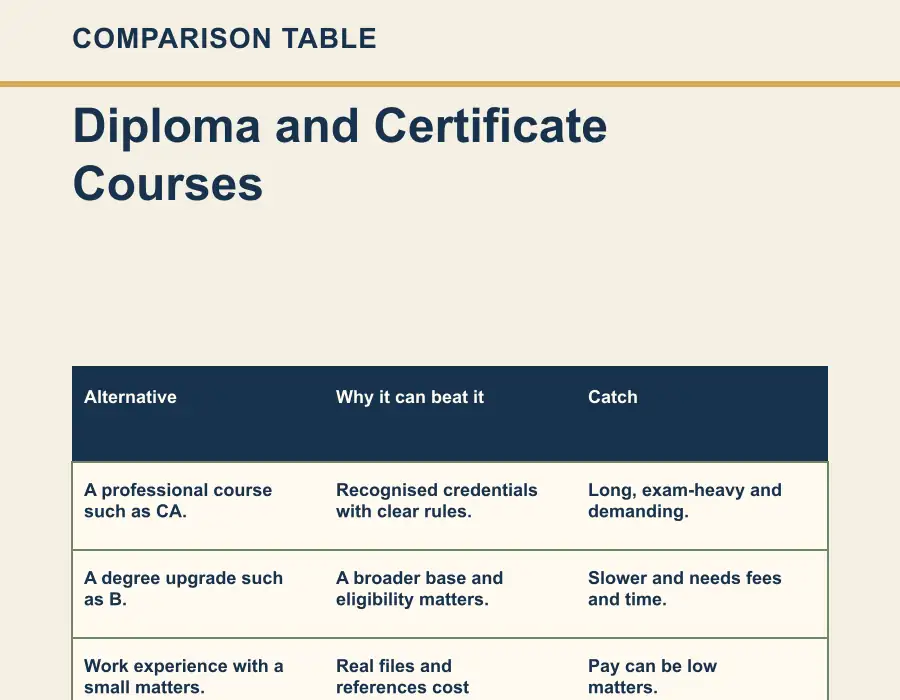 COMPARISON TABLE
Diploma and Certificate
Courses
Alternative
Why it can beat it
Catch
A professional course
such as CA.
Recognised credentials
with clear rules.
Long, exam-heavy and
demanding.
A degree upgrade such
as B.
A broader base and
eligibility matters.
Slower and needs fees
and time.
Work experience with a
small matters.
Real files and
references cost
Pay can be low
matters.